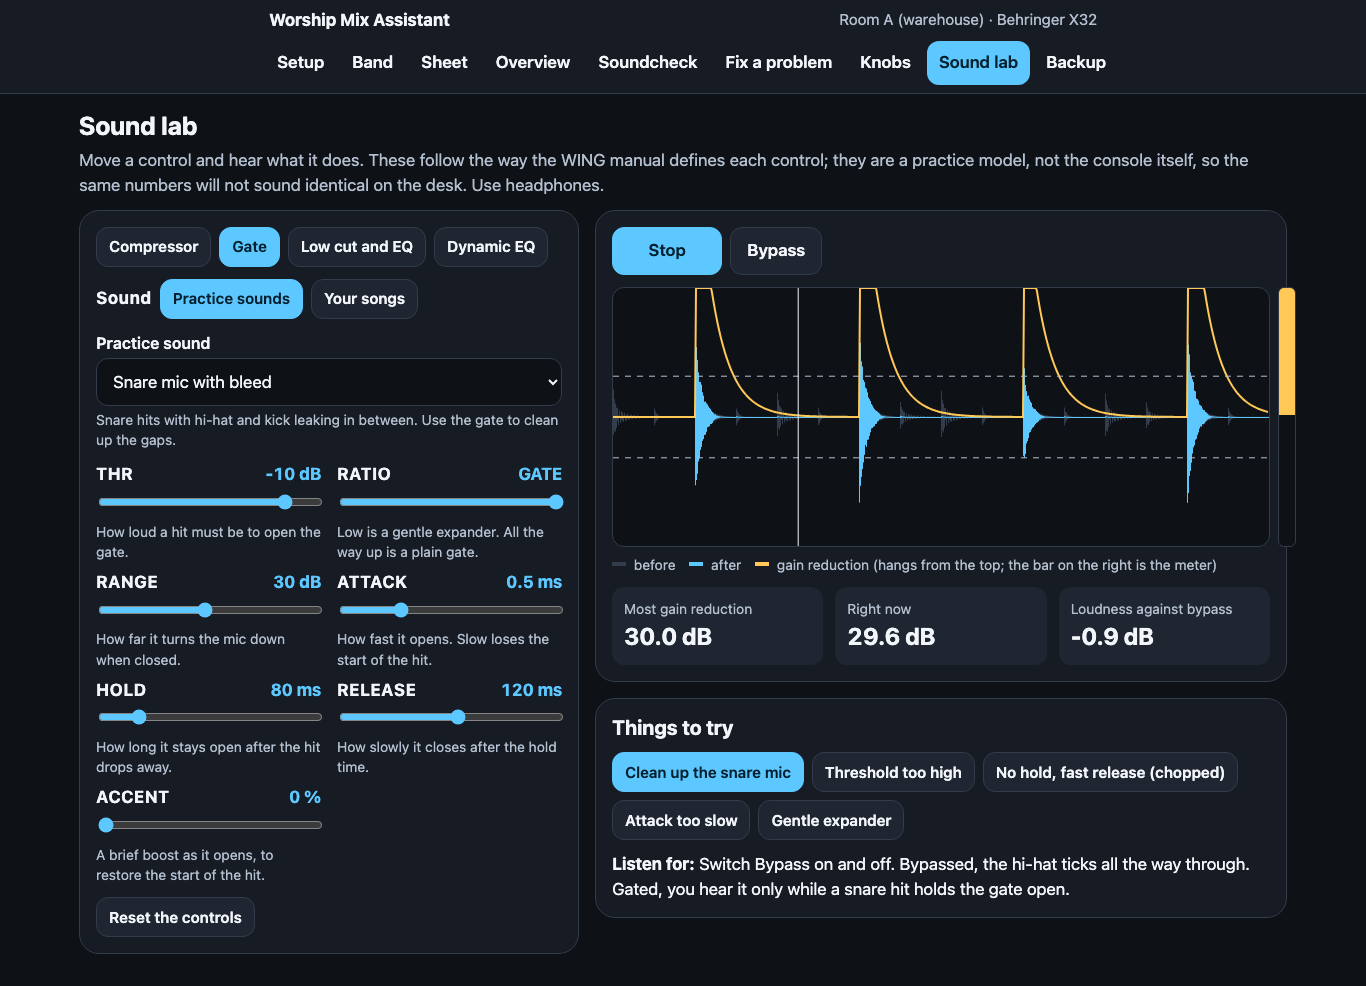 Worship Mix Assistant
Room A (warehouse) · Behringer X32
Setup Band Sheet Overview Soundcheck Fix a problem Knobs Sound lab Backup
Sound lab
Move a control and hear what it does. These follow the way the WING manual defines each control; they are a practice model, not the console itself, so the
same numbers will not sound identical on the desk. Use headphones.
Compressor Gate Low cut and EQ Dynamic EQ
Sound Practice sounds Your songs
Practice sound
Snare mic with bleed
Snare hits with hi-hat and kick leaking in between. Use the gate to clean
up the gaps.
THR -10 dB
How loud a hit must be to open the
gate.
RATIO GATE
Low is a gentle expander. All the
way up is a plain gate.
RANGE 30 dB
How far it turns the mic down
when closed.
ATTACK 0.5 ms
How fast it opens. Slow loses the
start of the hit.
HOLD 80 ms
How long it stays open after the hit
drops away.
RELEASE 120 ms
How slowly it closes after the hold
time.
ACCENT 0 %
A brief boost as it opens, to
restore the start of the hit.
Reset the controls
Stop Bypass
before after gain reduction (hangs from the top; the bar on the right is the meter)
Most gain reduction
30.0 dB
Right now
29.6 dB
Loudness against bypass
-0.9 dB
Things to try
Clean up the snare mic Threshold too high No hold, fast release (chopped)
Attack too slow Gentle expander
Listen for: Switch Bypass on and off. Bypassed, the hi-hat ticks all the way through.
Gated, you hear it only while a snare hit holds the gate open.